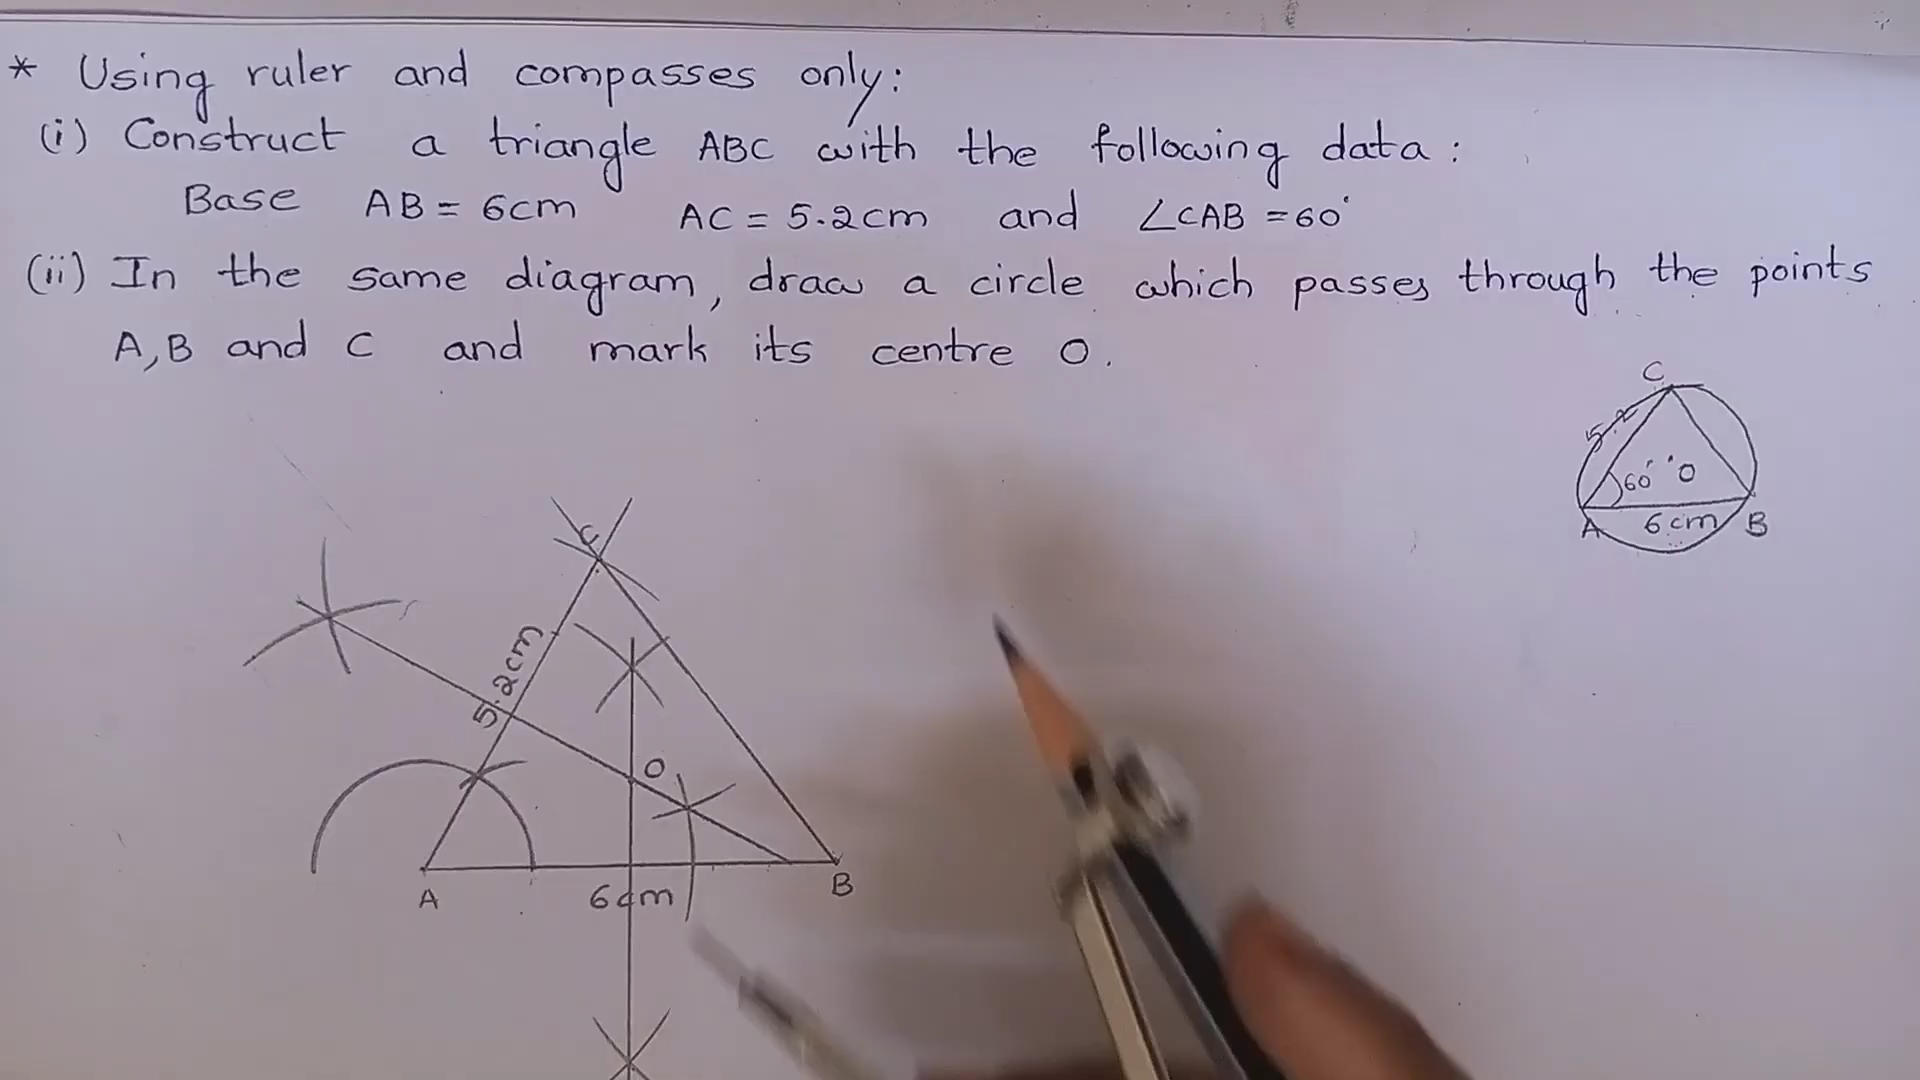 * Using ruler and compasses only:
(i) Construct a triangle ABC with the following data:
Base AB = 6cm AC = 5.2cm and ∠CAB = 60°
(ii) In the same diagram, draw a circle which passes through the points
A, B and C and mark its centre O.
C
5.2
60° O
A 6cm B
C
5.2cm
O
A 6cm B